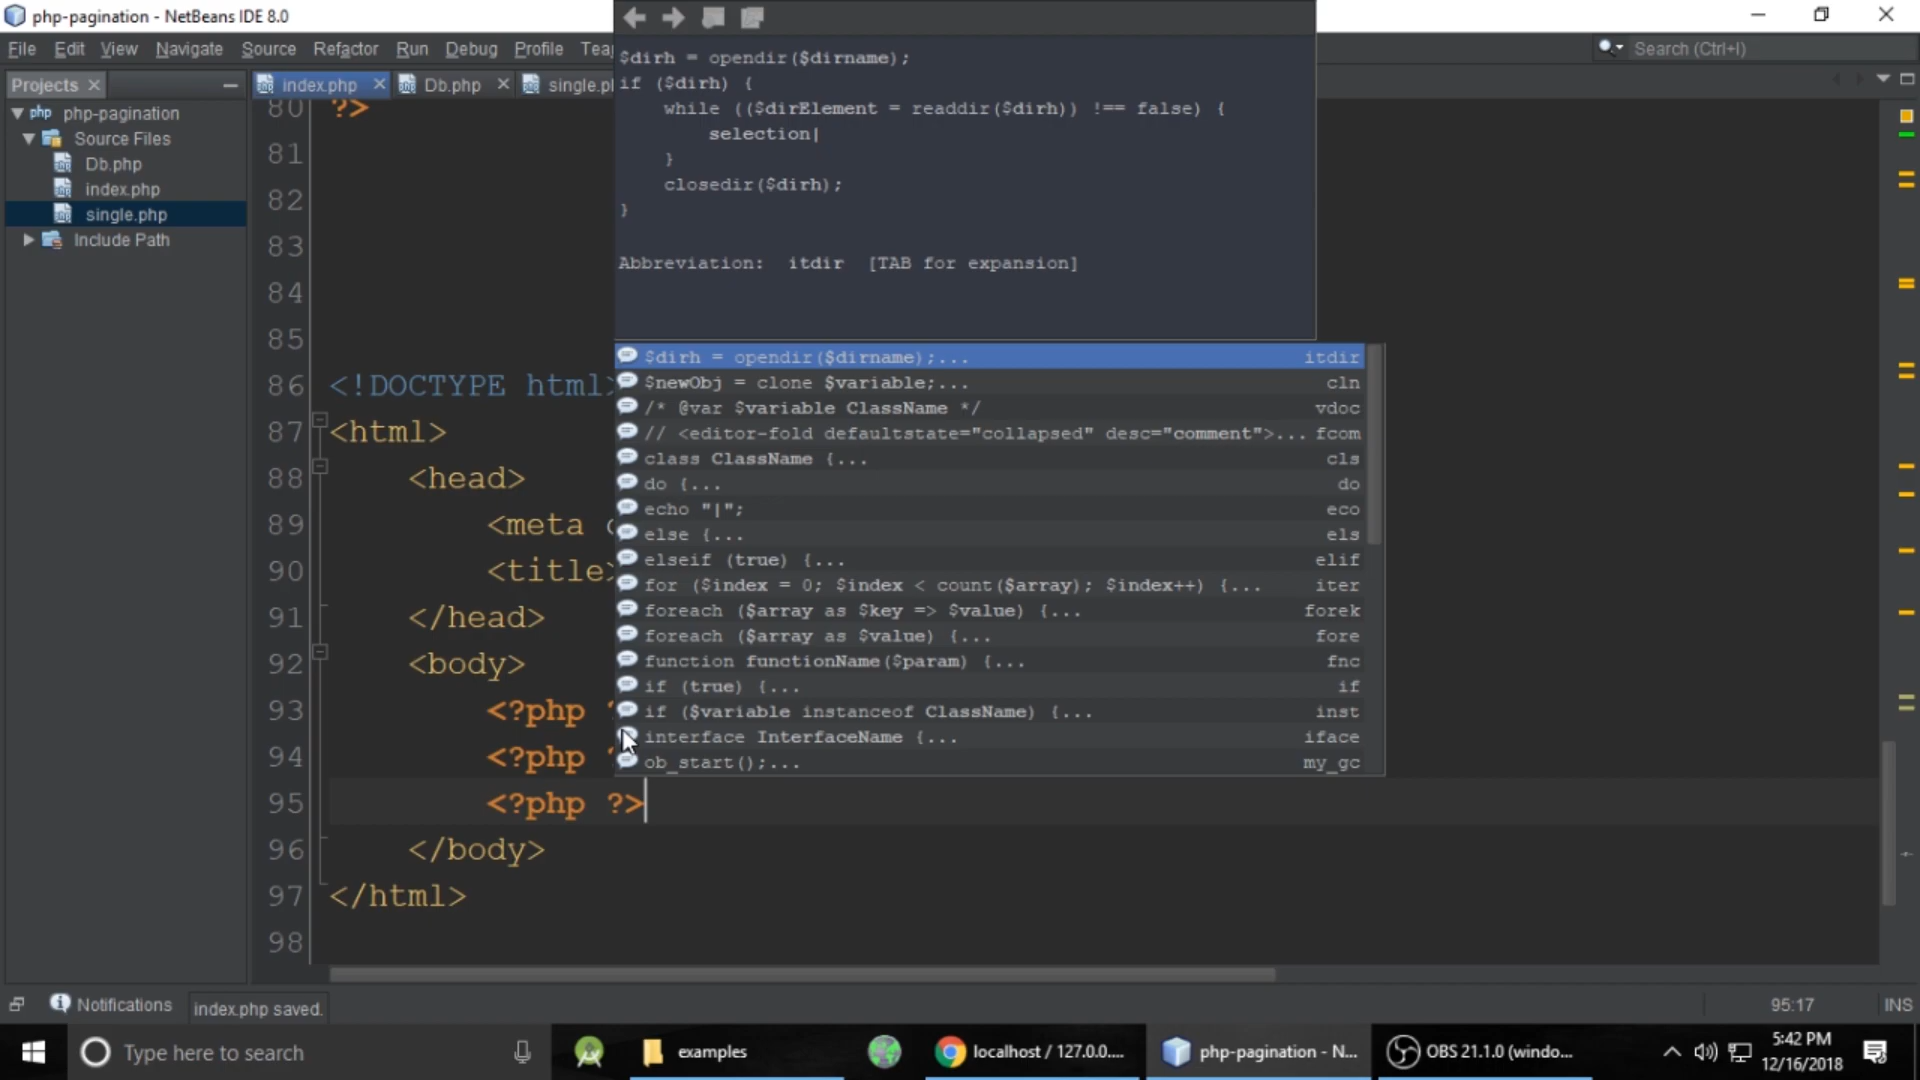 php-pagination - NetBeans IDE 8.0
File Edit View Navigate Source Refactor Run Debug Profile
Search (Ctrl+I)
Projects
index.php Db.php
php-pagination
Source Files
Db.php
index.php
single.php
Include Path
$dirh = opendir($dirname);
if ($dirh) {
while (($dirElement = readdir($dirh)) !== false) {
selection|
}
closedir($dirh);
}
Abbreviation: itdir [TAB for expansion]
$dirh = opendir($dirname);... itdir
$newObj = clone $variable;... cln
/* @var $variable ClassName */ vdoc
// <editor-fold defaultstate="collapsed" desc="comment">... fcom
class ClassName {... cls
do {... do
echo "|"; eco
else {... els
elseif (true) {... elif
for ($index = 0; $index < count($array); $index++) {... iter
foreach ($array as $key => $value) {... forek
foreach ($array as $value) {... fore
function functionName($param) {... fnc
if (true) {... if
if ($variable instanceof ClassName) {... inst
interface InterfaceName {... iface
ob_start();... my_gc
80 ?>
81
82
83
84
85
86 <!DOCTYPE html>
87 <html>
88 <head>
89 <meta
90 <title>
91 </head>
92 <body>
93 <?php
94 <?php
95 <?php ?>
96 </body>
97 </html>
98
Notifications index.php saved. 95:17 INS
Type here to search
examples
localhost / 127.0.0....
php-pagination - N...
OBS 21.1.0 (windo...
5:42 PM
12/16/2018